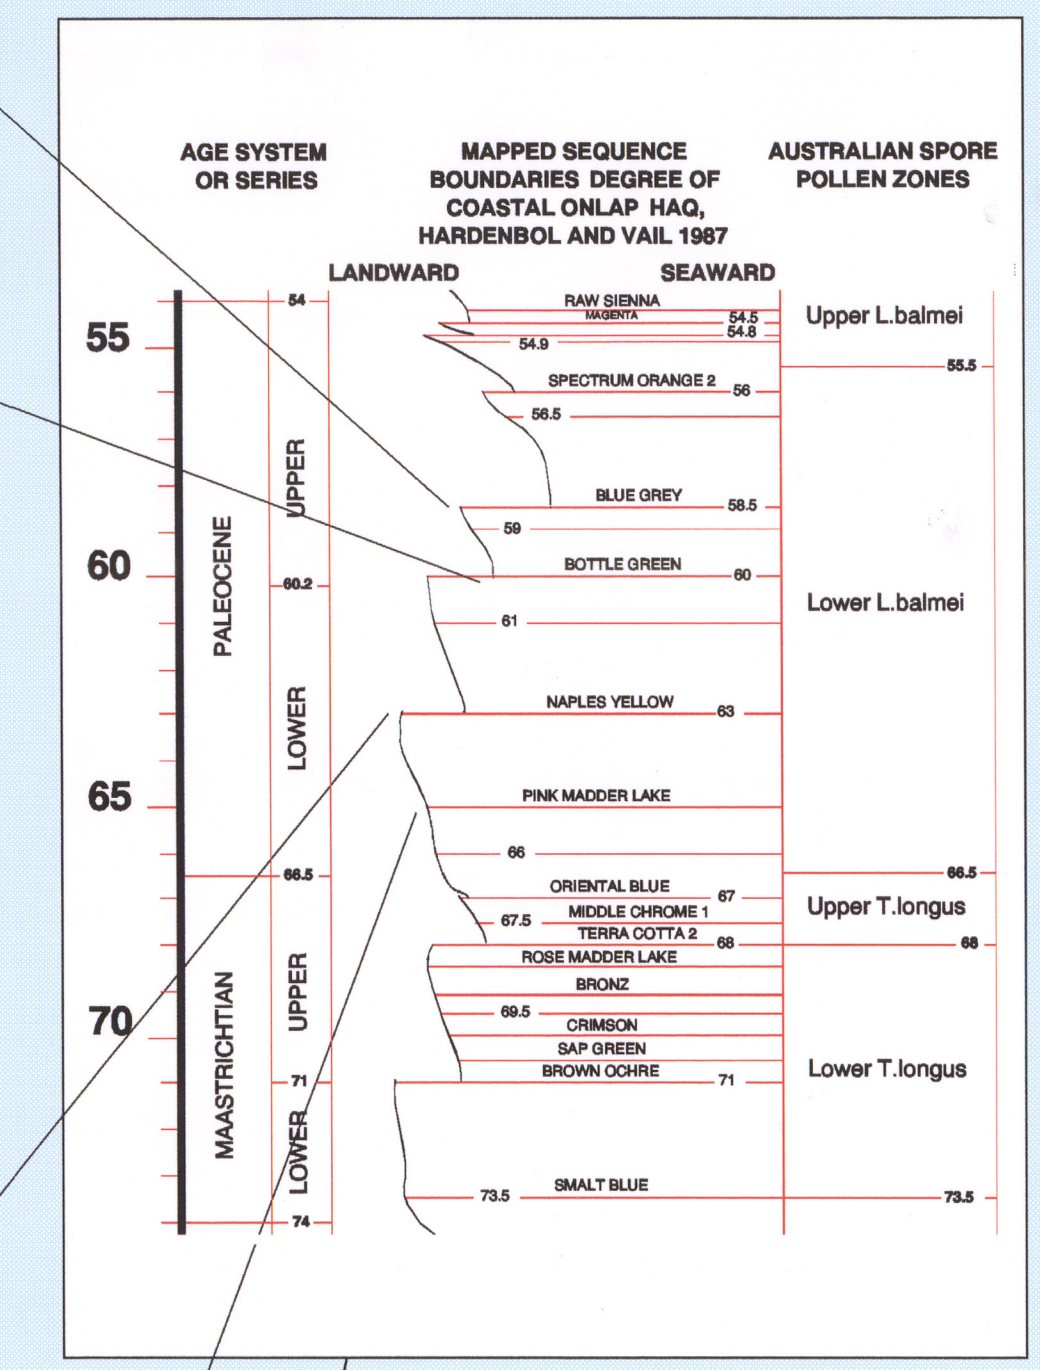 AGE SYSTEM
OR SERIES
MAPPED SEQUENCE
BOUNDARIES DEGREE OF
COASTAL ONLAP HAQ,
HARDENBOL AND VAIL 1987
AUSTRALIAN SPORE
POLLEN ZONES
LANDWARD
SEAWARD
54
RAW SIENNA
MAGENTA
54.5
Upper L.balmei
54.8
55
54.9
55.5
SPECTRUM ORANGE 2
56
56.5
UPPER
BLUE GREY
58.5
59
PALEOCENE
60
BOTTLE GREEN
60
60.2
Lower L.balmei
61
LOWER
NAPLES YELLOW
63
65
PINK MADDER LAKE
66
66.5
66.5
ORIENTAL BLUE
67
67.5
MIDDLE CHROME 1
Upper T.longus
TERRA COTTA 2
68
68
ROSE MADDER LAKE
UPPER
BRONZ
MAASTRICHTIAN
69.5
70
CRIMSON
SAP GREEN
BROWN OCHRE
71
71
Lower T.longus
LOWER
SMALT BLUE
73.5
73.5
74